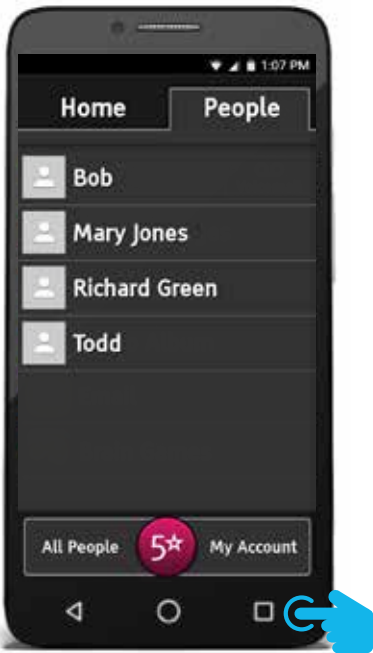 1:07 PM
Home People
Bob
Mary Jones
Richard Green
Todd
All People 5☆ My Account